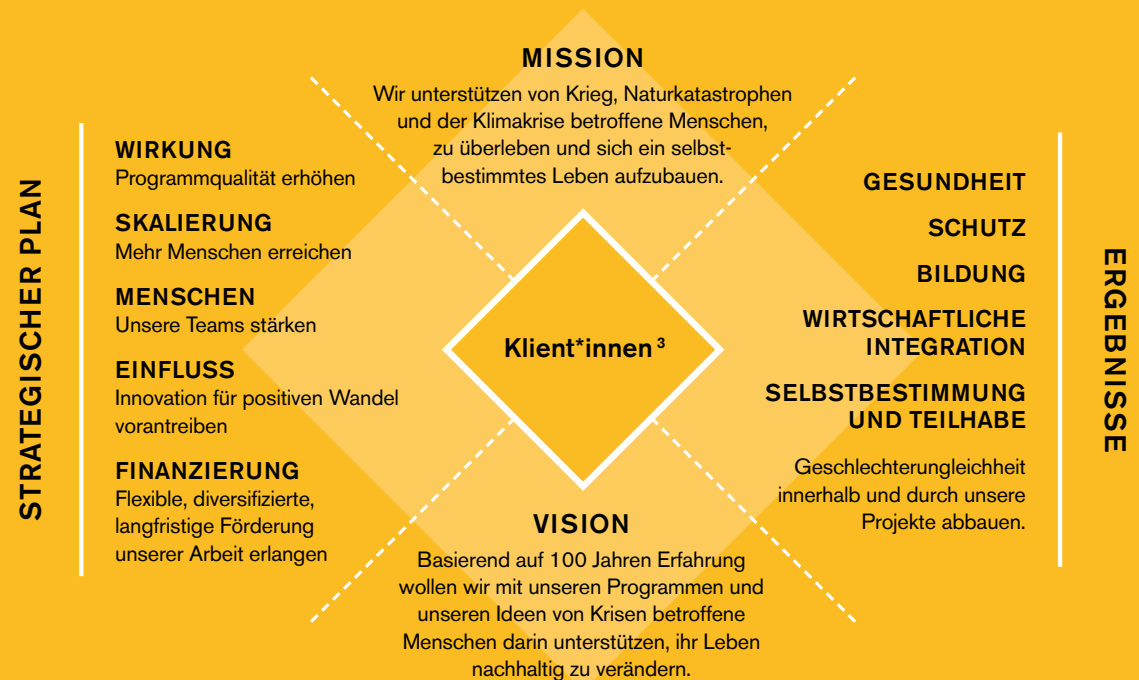 MISSION
Wir unterstützen von Krieg, Naturkatastrophen
und der Klimakrise betroffene Menschen,
zu überleben und sich ein selbst-
bestimmtes Leben aufzubauen.
STRATEGISCHER PLAN
WIRKUNG
Programmqualität erhöhen
SKALIERUNG
Mehr Menschen erreichen
MENSCHEN
Unsere Teams stärken
EINFLUSS
Innovation für positiven Wandel
vorantreiben
FINANZIERUNG
Flexible, diversifizierte,
langfristige Förderung
unserer Arbeit erlangen
Klient*innen ³
GESUNDHEIT
SCHUTZ
BILDUNG
WIRTSCHAFTLICHE
INTEGRATION
SELBSTBESTIMMUNG
UND TEILHABE
Geschlechterungleichheit
innerhalb und durch unsere
Projekte abbauen.
ERGEBNISSE
VISION
Basierend auf 100 Jahren Erfahrung
wollen wir mit unseren Programmen und
unseren Ideen von Krisen betroffene
Menschen darin unterstützen, ihr Leben
nachhaltig zu verändern.